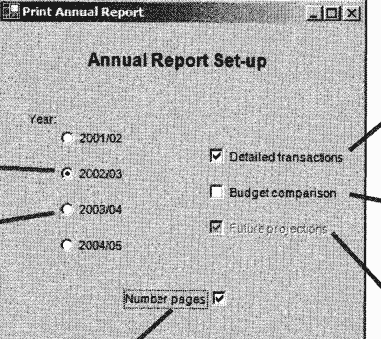 Print Annual Report
Annual Report Set-up
Year:
2001/02
2002/03
2003/04
2004/05
Detailed transactions
Budget comparison
Future projections
Number pages